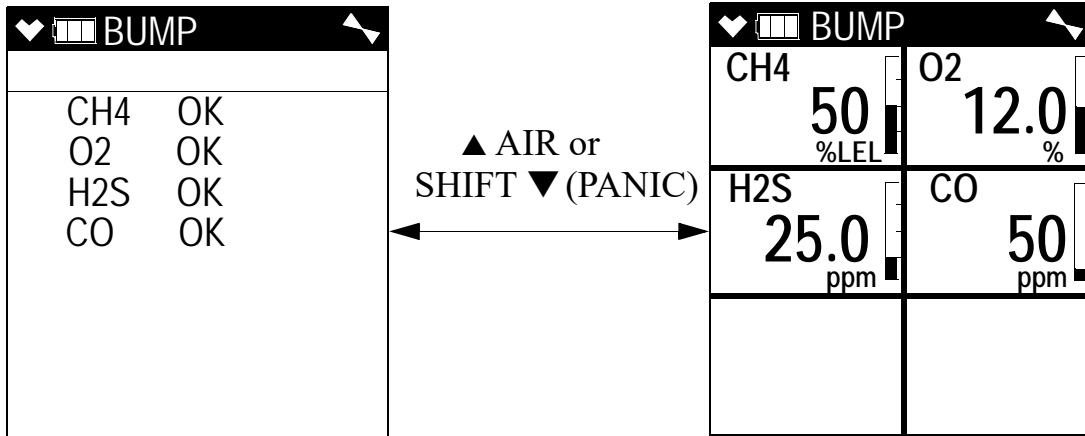 BUMP
CH4 OK
O2 OK
H2S OK
CO OK
▲ AIR or
SHIFT ▼ (PANIC)
BUMP
CH4
50
%LEL
O2
12.0
%
H2S
25.0
ppm
CO
50
ppm